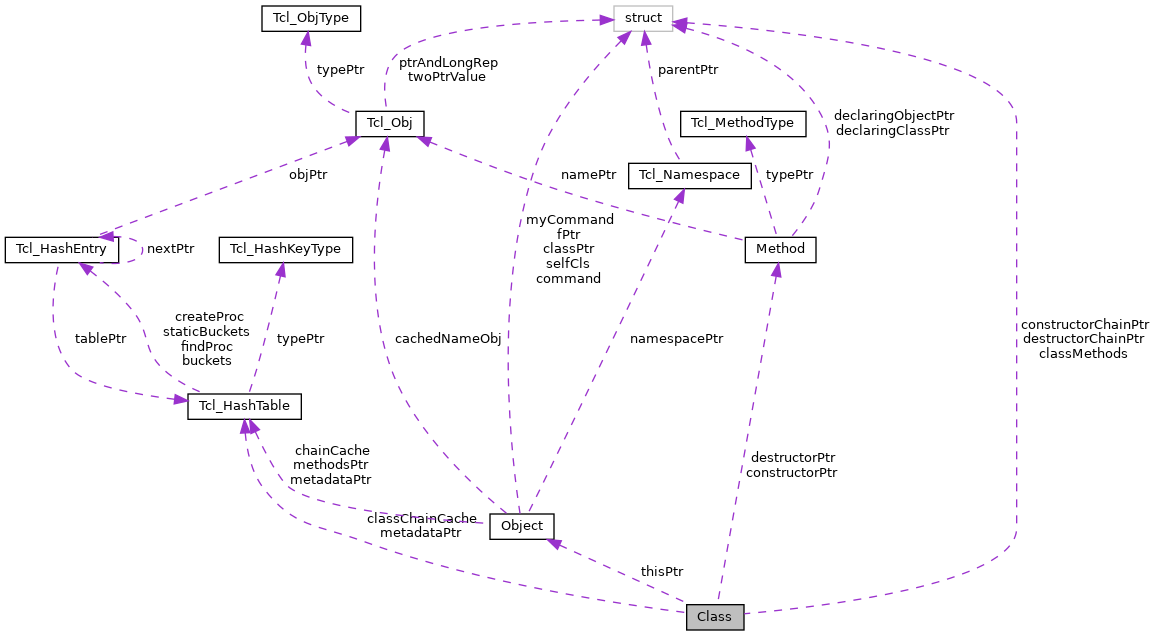 Tcl_ObjType
struct
typePtr
ptrAndLongRep
twoPtrValue
parentPtr
Tcl_Obj
Tcl_MethodType
declaringObjectPtr
declaringClassPtr
objPtr
namePtr
Tcl_Namespace
typePtr
Tcl_HashEntry
nextPtr
Tcl_HashKeyType
myCommand
fPtr
classPtr
selfCls
command
Method
tablePtr
createProc
staticBuckets
findProc
buckets
typePtr
cachedNameObj
namespacePtr
constructorChainPtr
destructorChainPtr
classMethods
Tcl_HashTable
chainCache
methodsPtr
metadataPtr
destructorPtr
constructorPtr
classChainCache
metadataPtr
Object
thisPtr
Class